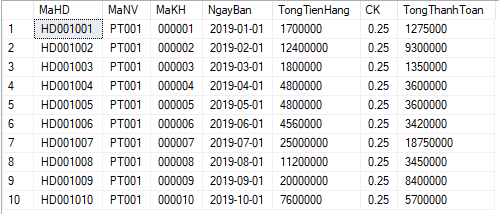 MaHD MaNV MaKH NgayBan TongTienHang CK TongThanhToan
1 HD001001 PT001 000001 2019-01-01 1700000 0.25 1275000
2 HD001002 PT001 000002 2019-02-01 12400000 0.25 9300000
3 HD001003 PT001 000003 2019-03-01 1800000 0.25 1350000
4 HD001004 PT001 000004 2019-04-01 4800000 0.25 3600000
5 HD001005 PT001 000005 2019-05-01 4800000 0.25 3600000
6 HD001006 PT001 000006 2019-06-01 4560000 0.25 3420000
7 HD001007 PT001 000007 2019-07-01 25000000 0.25 18750000
8 HD001008 PT001 000008 2019-08-01 11200000 0.25 3450000
9 HD001009 PT001 000009 2019-09-01 20000000 0.25 8400000
10 HD001010 PT001 000010 2019-10-01 7600000 0.25 5700000